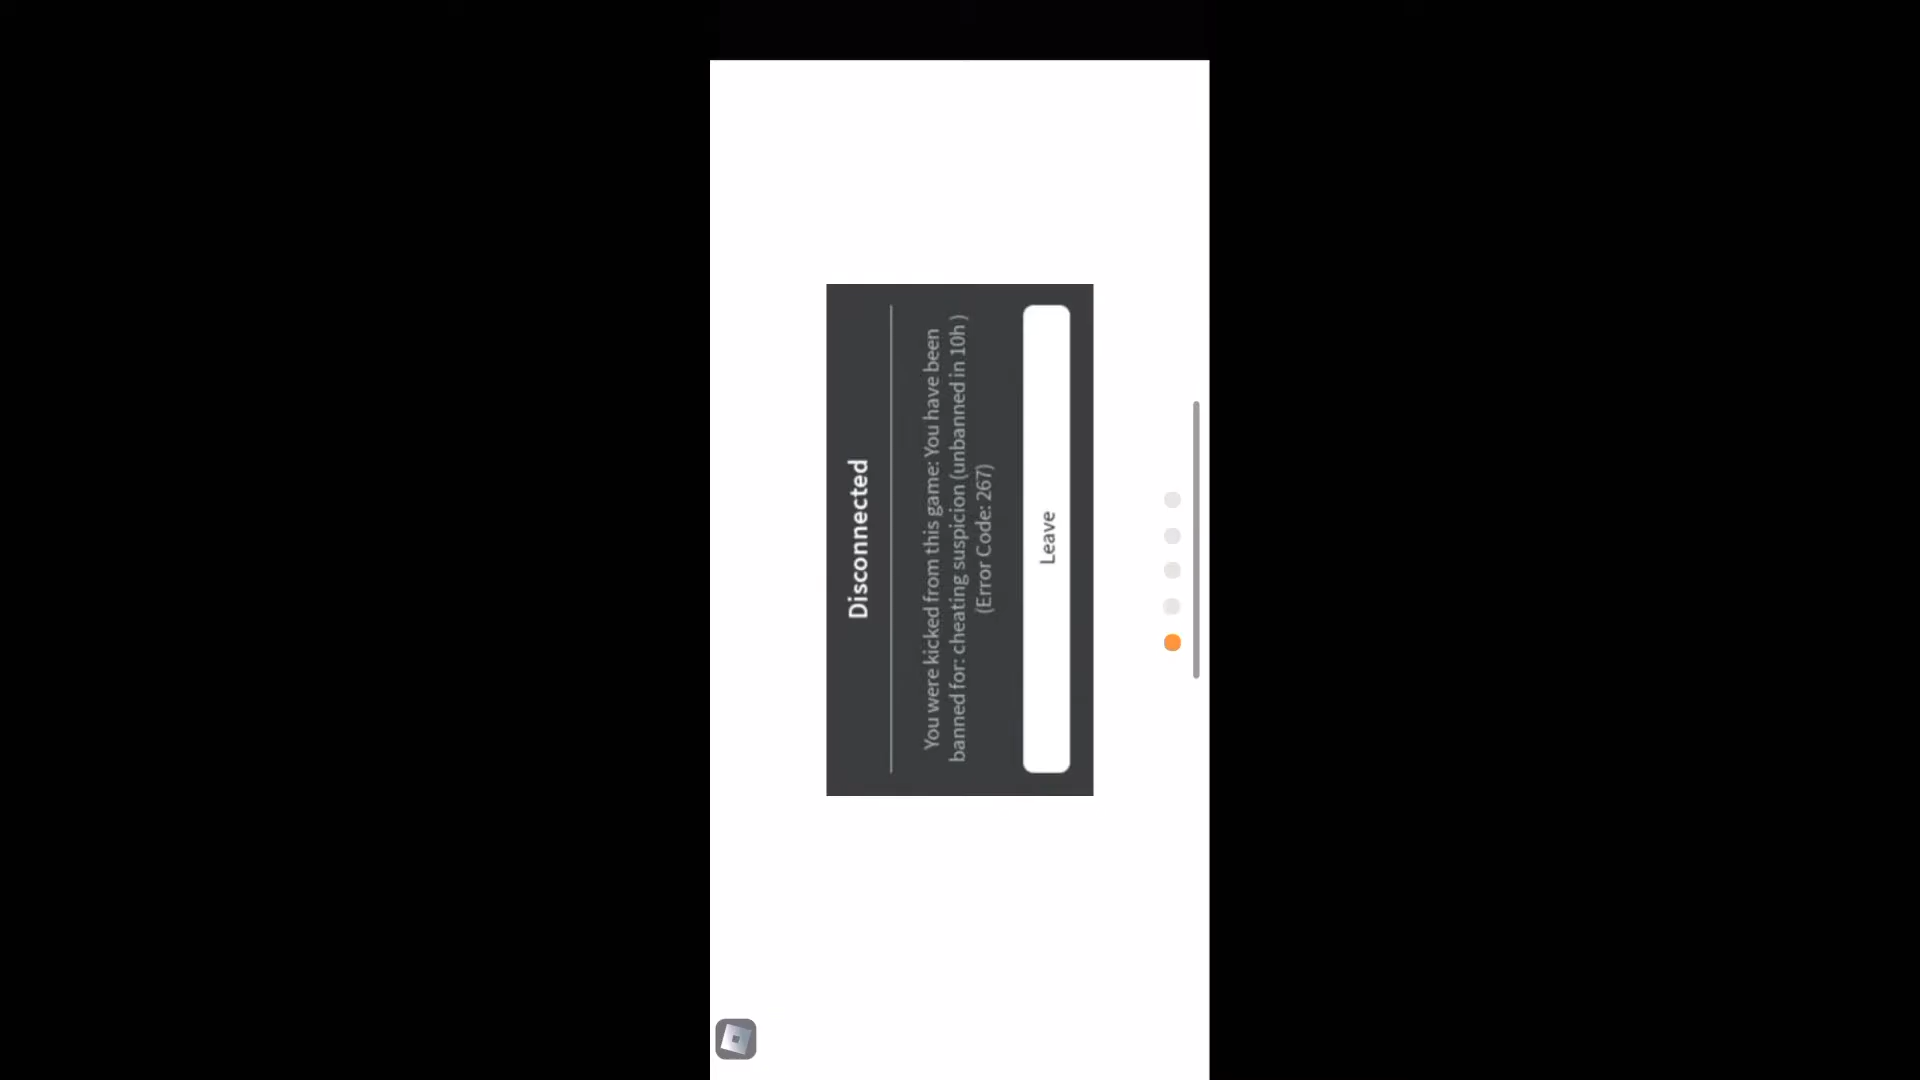 Disconnected
You were kicked from this game: You have been
banned for: cheating suspicion (unbanned in 10h )
(Error Code: 267)
Leave